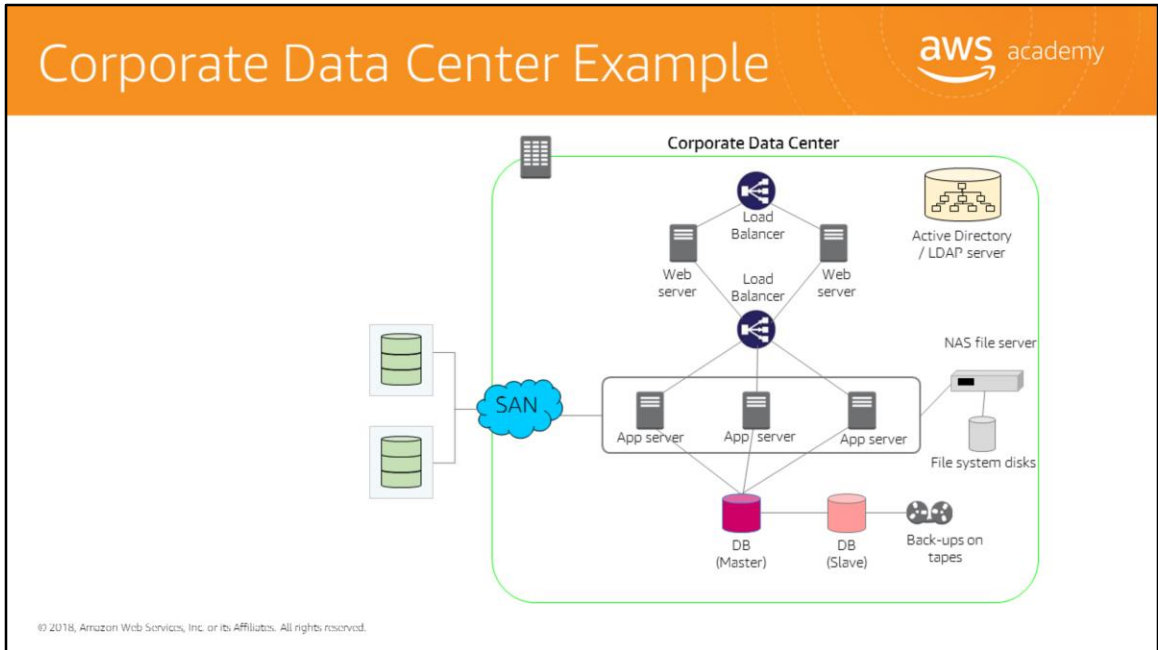 Corporate Data Center Example
aws academy
Corporate Data Center
Load
Balancer
Active Directory
/ LDAP server
Web
server
Load
Balancer
Web
server
NAS file server
SAN
App server
App server
App server
File system disks
DB
(Master)
DB
(Slave)
Back-ups on
tapes
© 2018, Amazon Web Services, Inc. or its Affiliates. All rights reserved.